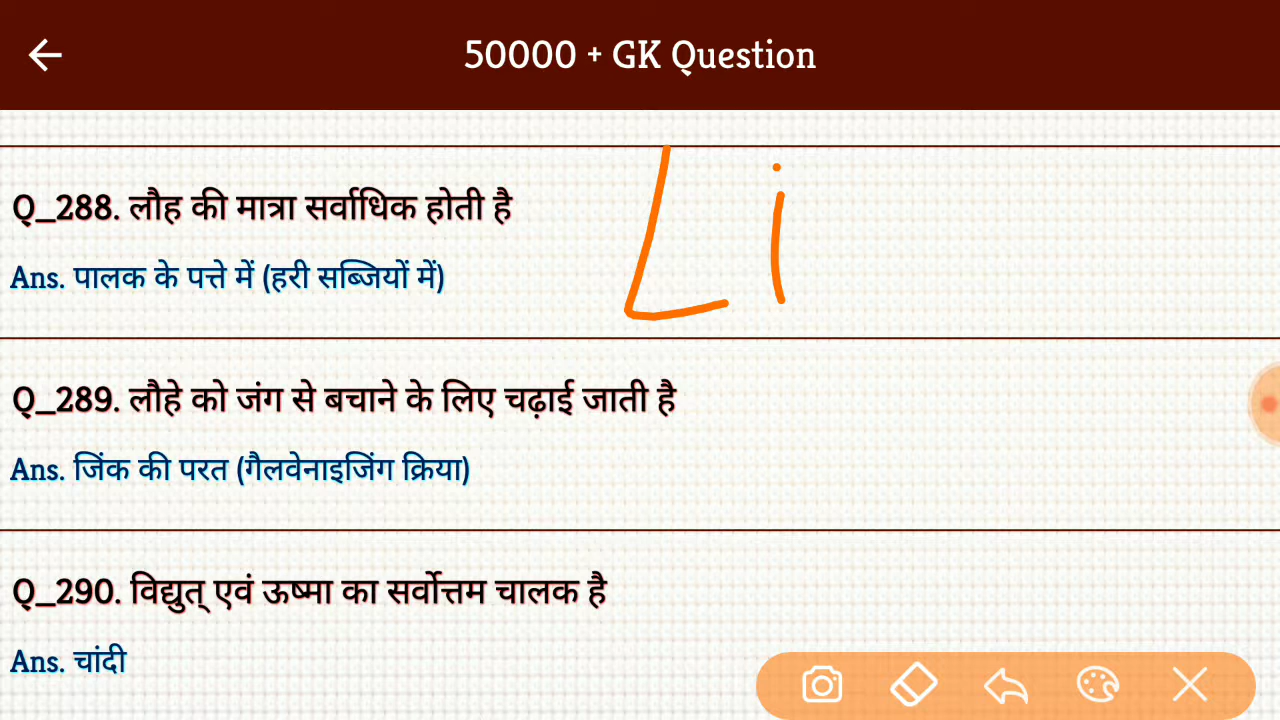 50000 + GK Question
Li
Q_288. लौह की मात्रा सर्वाधिक होती है
Ans. पालक के पत्ते में (हरी सब्जियों में)
Q_289. लौहे को जंग से बचाने के लिए चढ़ाई जाती है
Ans. जिंक की परत (गैलवेनाइजिंग क्रिया)
Q_290. विद्युत् एवं ऊष्मा का सर्वोत्तम चालक है
Ans. चांदी